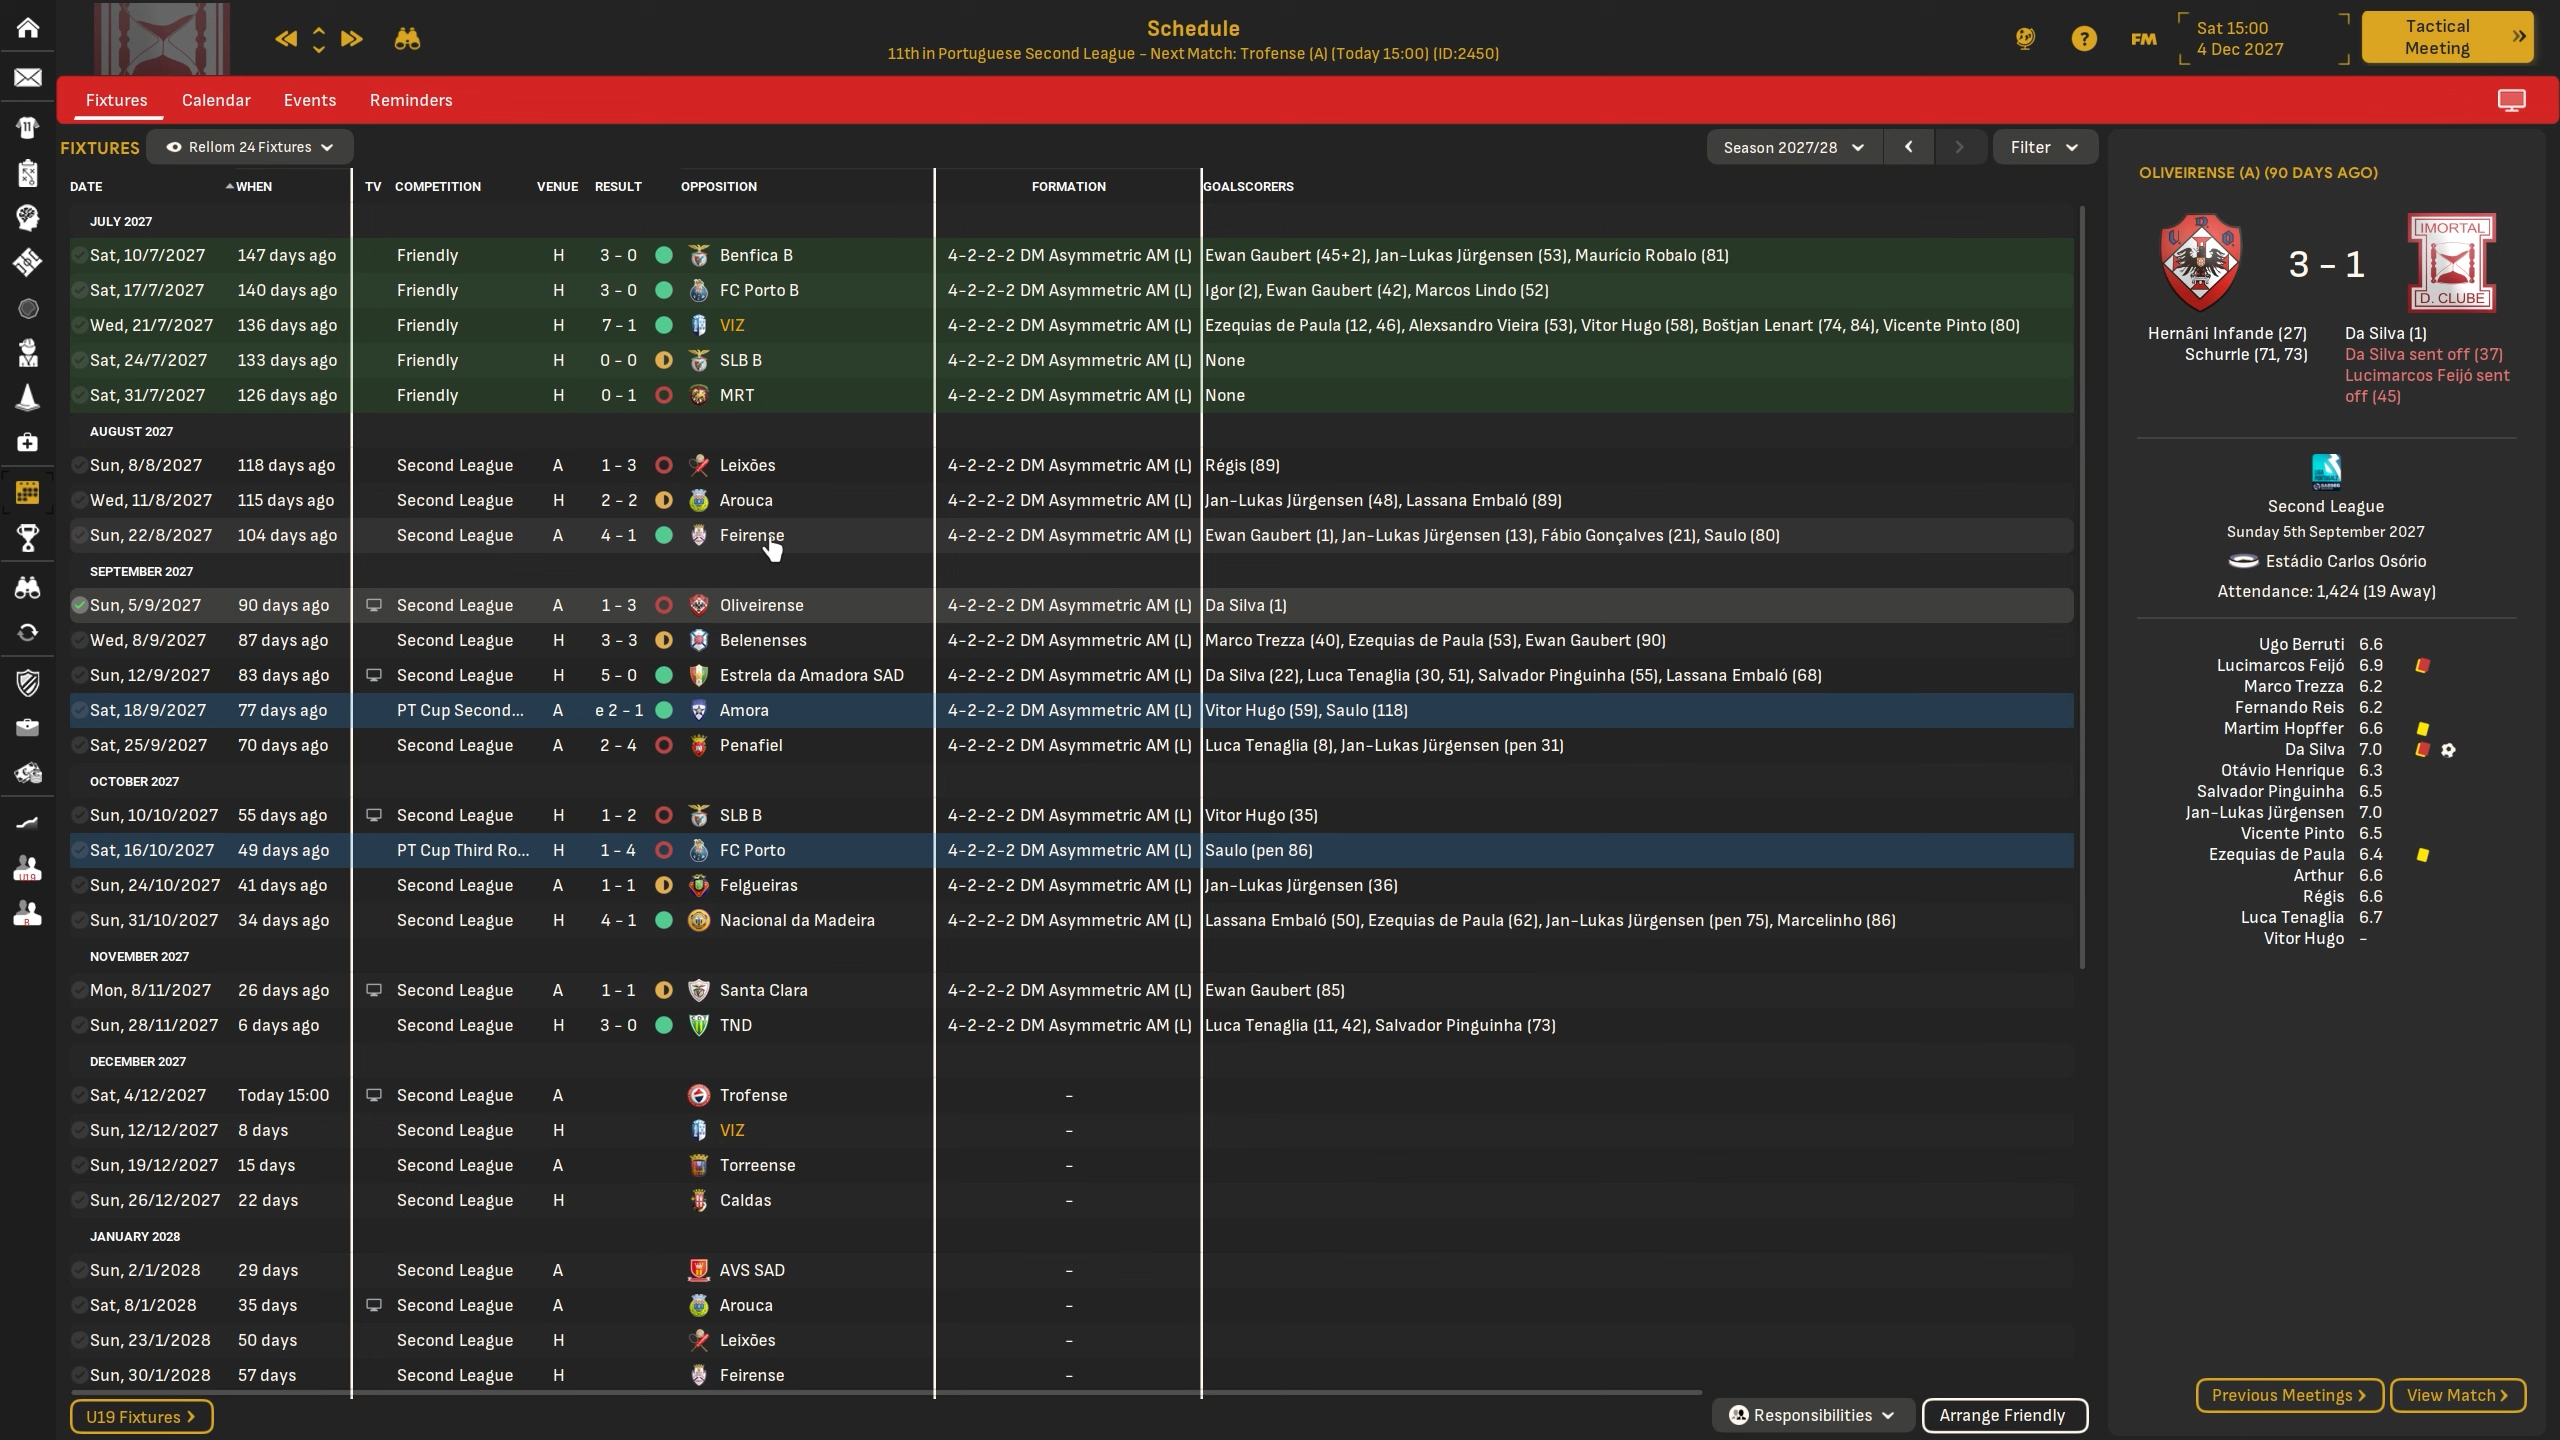 Schedule
11th in Portuguese Second League - Next Match: Trofense (A) (Today 15:00) (ID:2450)
FM
Sat 15:00
4 Dec 2027
Tactical
Meeting
Fixtures Calendar Events Reminders
FIXTURES Rellom 24 Fixtures Season 2027/28 Filter
DATE WHEN TV COMPETITION VENUE RESULT OPPOSITION FORMATION GOALSCORERS
JULY 2027
Sat, 10/7/2027 147 days ago Friendly H 3 - 0 Benfica B 4-2-2-2 DM Asymmetric AM (L) Ewan Gaubert (45+2), Jan-Lukas Jürgensen (53), Maurício Robalo (81)
Sat, 17/7/2027 140 days ago Friendly H 3 - 0 FC Porto B 4-2-2-2 DM Asymmetric AM (L) Igor (2), Ewan Gaubert (42), Marcos Lindo (52)
Wed, 21/7/2027 136 days ago Friendly H 7 - 1 VIZ 4-2-2-2 DM Asymmetric AM (L) Ezequias de Paula (12, 46), Alexsandro Vieira (53), Vitor Hugo (58), Boštjan Lenart (74, 84), Vicente Pinto (80)
Sat, 24/7/2027 133 days ago Friendly H 0 - 0 SLB B 4-2-2-2 DM Asymmetric AM (L) None
Sat, 31/7/2027 126 days ago Friendly H 0 - 1 MRT 4-2-2-2 DM Asymmetric AM (L) None
AUGUST 2027
Sun, 8/8/2027 118 days ago Second League A 1 - 3 Leixões 4-2-2-2 DM Asymmetric AM (L) Régis (89)
Wed, 11/8/2027 115 days ago Second League H 2 - 2 Arouca 4-2-2-2 DM Asymmetric AM (L) Jan-Lukas Jürgensen (48), Lassana Embaló (89)
Sun, 22/8/2027 104 days ago Second League A 4 - 1 Feirense 4-2-2-2 DM Asymmetric AM (L) Ewan Gaubert (1), Jan-Lukas Jürgensen (13), Fábio Gonçalves (21), Saulo (80)
SEPTEMBER 2027
Sun, 5/9/2027 90 days ago Second League A 1 - 3 Oliveirense 4-2-2-2 DM Asymmetric AM (L) Da Silva (1)
Wed, 8/9/2027 87 days ago Second League H 3 - 3 Belenenses 4-2-2-2 DM Asymmetric AM (L) Marco Trezza (40), Ezequias de Paula (53), Ewan Gaubert (90)
Sun, 12/9/2027 83 days ago Second League H 5 - 0 Estrela da Amadora SAD 4-2-2-2 DM Asymmetric AM (L) Da Silva (22), Luca Tenaglia (30, 51), Salvador Pinguinha (55), Lassana Embaló (68)
Sat, 18/9/2027 77 days ago PT Cup Second... A e 2 - 1 Amora 4-2-2-2 DM Asymmetric AM (L) Vitor Hugo (59), Saulo (118)
Sat, 25/9/2027 70 days ago Second League A 2 - 4 Penafiel 4-2-2-2 DM Asymmetric AM (L) Luca Tenaglia (8), Jan-Lukas Jürgensen (pen 31)
OCTOBER 2027
Sun, 10/10/2027 55 days ago Second League H 1 - 2 SLB B 4-2-2-2 DM Asymmetric AM (L) Vitor Hugo (35)
Sat, 16/10/2027 49 days ago PT Cup Third Ro... H 1 - 4 FC Porto 4-2-2-2 DM Asymmetric AM (L) Saulo (pen 86)
Sun, 24/10/2027 41 days ago Second League A 1 - 1 Felgueiras 4-2-2-2 DM Asymmetric AM (L) Jan-Lukas Jürgensen (36)
Sun, 31/10/2027 34 days ago Second League H 4 - 1 Nacional da Madeira 4-2-2-2 DM Asymmetric AM (L) Lassana Embaló (50), Ezequias de Paula (62), Jan-Lukas Jürgensen (pen 75), Marcelinho (86)
NOVEMBER 2027
Mon, 8/11/2027 26 days ago Second League A 1 - 1 Santa Clara 4-2-2-2 DM Asymmetric AM (L) Ewan Gaubert (85)
Sun, 28/11/2027 6 days ago Second League H 3 - 0 TND 4-2-2-2 DM Asymmetric AM (L) Luca Tenaglia (11, 42), Salvador Pinguinha (73)
DECEMBER 2027
Sat, 4/12/2027 Today 15:00 Second League A Trofense -
Sun, 12/12/2027 8 days Second League H VIZ -
Sun, 19/12/2027 15 days Second League A Torreense -
Sun, 26/12/2027 22 days Second League H Caldas -
JANUARY 2028
Sun, 2/1/2028 29 days Second League A AVS SAD -
Sat, 8/1/2028 35 days Second League A Arouca -
Sun, 23/1/2028 50 days Second League H Leixões -
Sun, 30/1/2028 57 days Second League H Feirense -
U19 Fixtures Responsibilities Arrange Friendly
OLIVEIRENSE (A) (90 DAYS AGO)
IMORTAL
D. CLUBE
3 - 1
Hernâni Infande (27)
Schurrle (71, 73)
Da Silva (1)
Da Silva sent off (37)
Lucimarcos Feijó sent
off (45)
Second League
Sunday 5th September 2027
Estádio Carlos Osório
Attendance: 1,424 (19 Away)
Ugo Berruti 6.6
Lucimarcos Feijó 6.9
Marco Trezza 6.2
Fernando Reis 6.2
Martim Hopffer 6.6
Da Silva 7.0
Otávio Henrique 6.3
Salvador Pinguinha 6.5
Jan-Lukas Jürgensen 7.0
Vicente Pinto 6.5
Ezequias de Paula 6.4
Arthur 6.6
Régis 6.6
Luca Tenaglia 6.7
Vitor Hugo -
Previous Meetings View Match